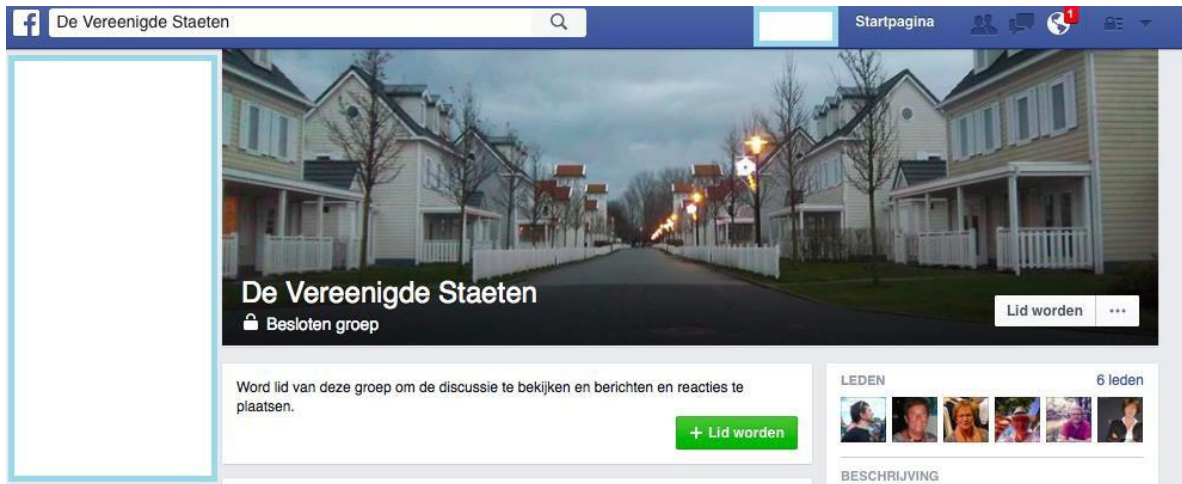 De Vereenigde Staeten
Startpagina
1
De Vereenigde Staeten
Besloten groep
Lid worden
Word lid van deze groep om de discussie te bekijken en berichten en reacties te
plaatsen.
+ Lid worden
LEDEN 6 leden
BESCHRIJVING